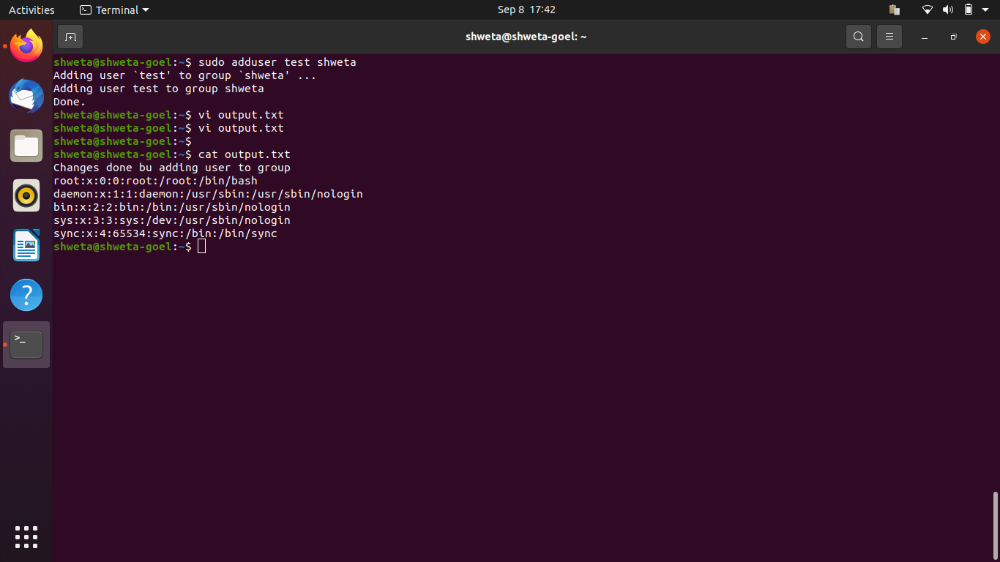 Activities
Terminal
Sep 8 17:42
shweta@shweta-goel: ~
shweta@shweta-goel:~$ sudo adduser test shweta
Adding user `test' to group `shweta' ...
Adding user test to group shweta
Done.
shweta@shweta-goel:~$ vi output.txt
shweta@shweta-goel:~$ vi output.txt
shweta@shweta-goel:~$
shweta@shweta-goel:~$ cat output.txt
Changes done bu adding user to group
root:x:0:0:root:/root:/bin/bash
daemon:x:1:1:daemon:/usr/sbin:/usr/sbin/nologin
bin:x:2:2:bin:/bin:/usr/sbin/nologin
sys:x:3:3:sys:/dev:/usr/sbin/nologin
sync:x:4:65534:sync:/bin:/bin/sync
shweta@shweta-goel:~$